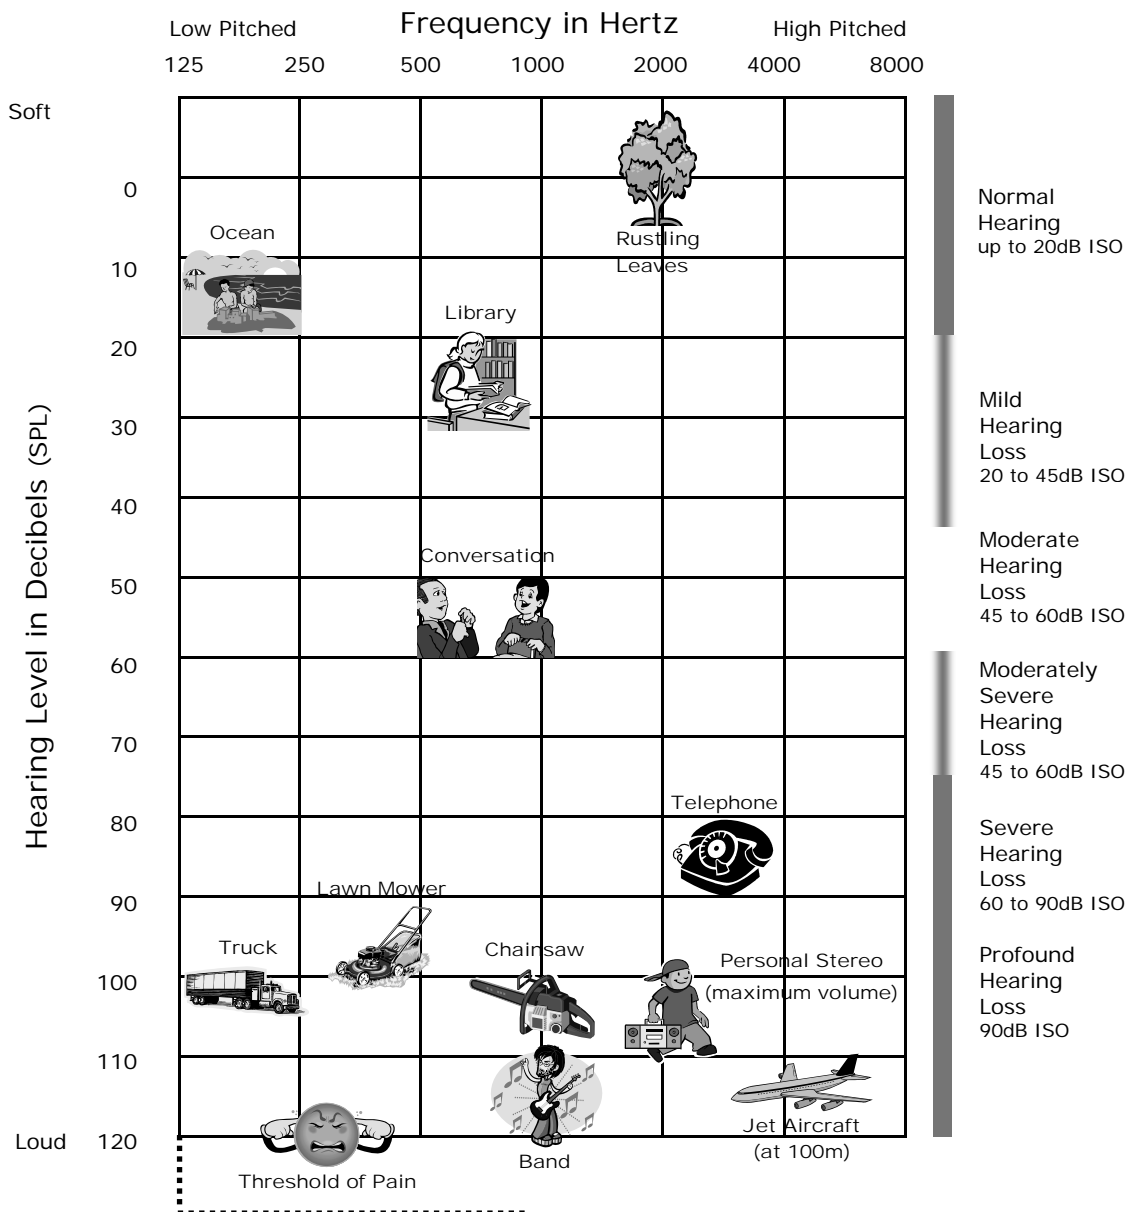 Frequency in Hertz
Low Pitched
High Pitched
125 250 500 1000 2000 4000 8000
Soft
0
10
20
30
40
50
60
70
80
90
100
110
Loud 120
Hearing Level in Decibels (SPL)
Ocean
Rustling
Leaves
Library
Conversation
Telephone
Lawn Mower
Truck
Chainsaw
Personal Stereo
(maximum volume)
Jet Aircraft
(at 100m)
Band
Threshold of Pain
Normal
Hearing
up to 20dB ISO
Mild
Hearing
Loss
20 to 45dB ISO
Moderate
Hearing
Loss
45 to 60dB ISO
Moderately
Severe
Hearing
Loss
45 to 60dB ISO
Severe
Hearing
Loss
60 to 90dB ISO
Profound
Hearing
Loss
90dB ISO